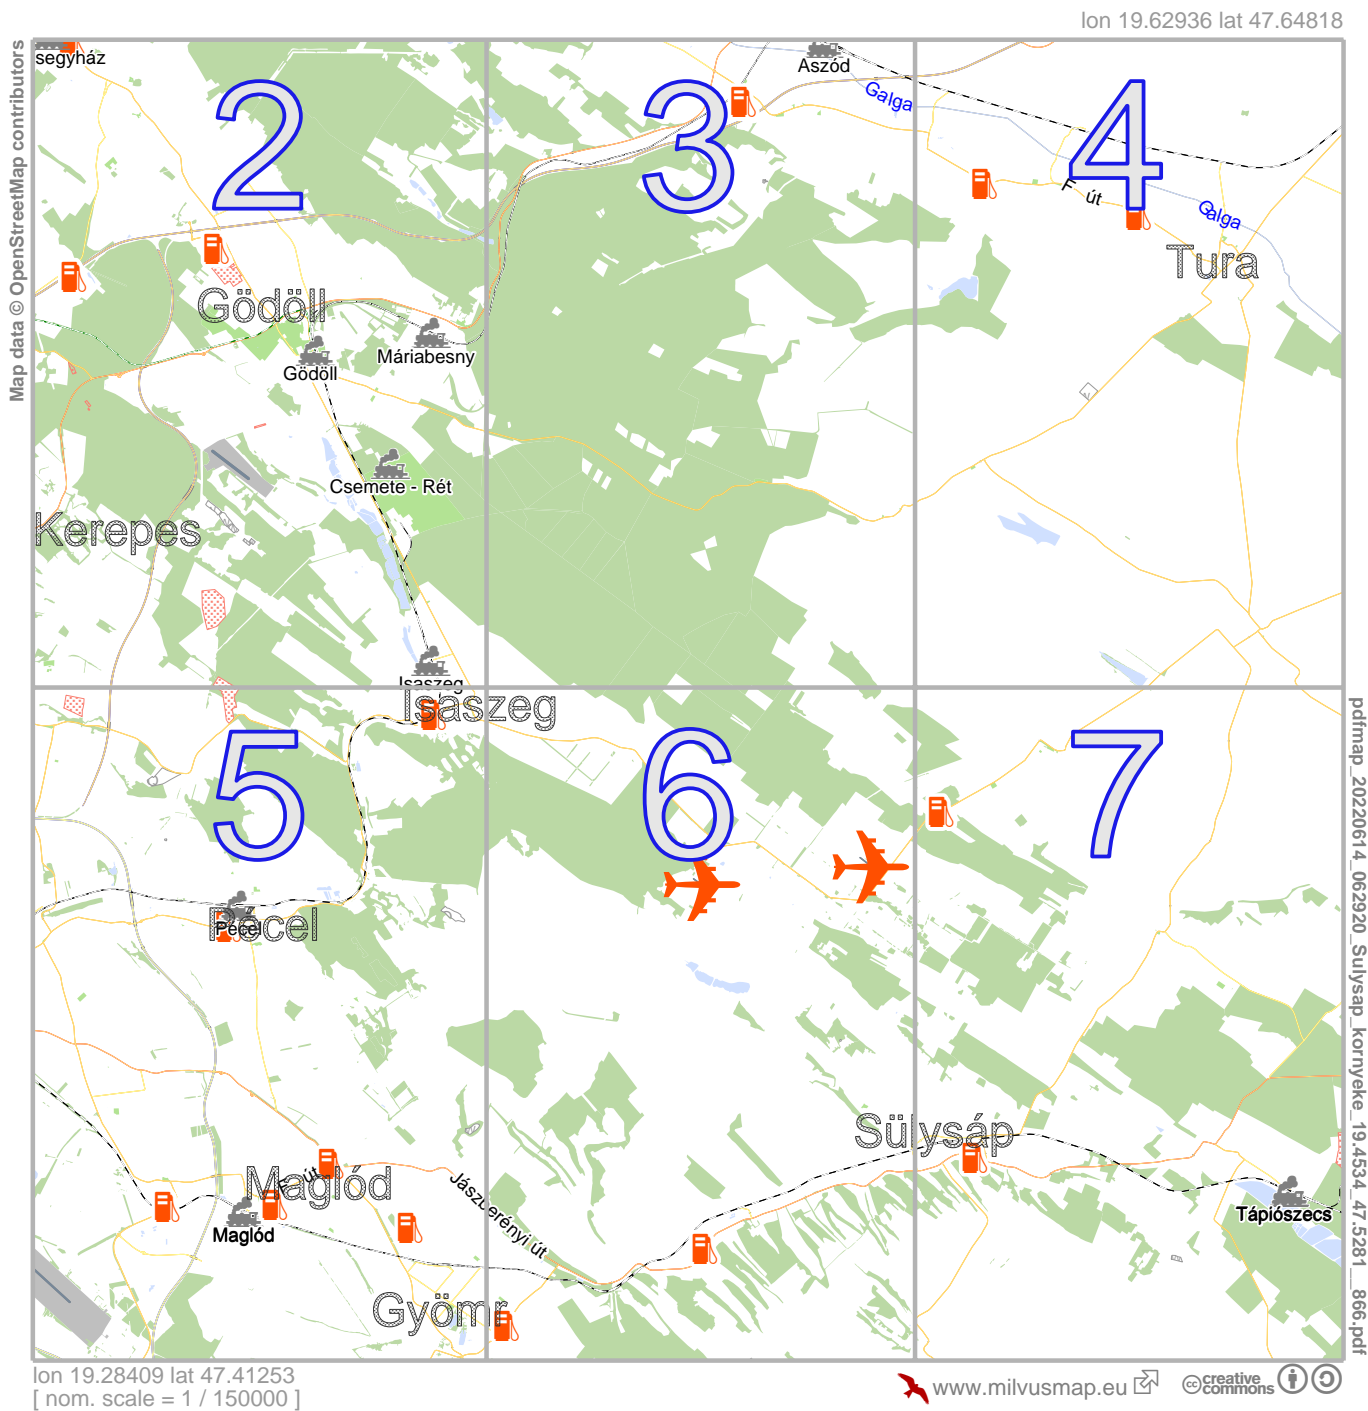 lon 19.62936 lat 47.64818
Map data © OpenStreetMap contributors
segyház
Aszód
2
3
4
Galga
F út
Galga
Tura
Gödöll
Máriabesny
Gödöll
Csemete - Rét
Kerepes
Isaszeg
Isaszeg
5
6
7
Pécel
Pécel
Sülysáp
Maglód
F út
Jászberényi út
Maglód
Tápiószecs
Gyömr
pdfmap_20220614_062920_Sulysap_kornyeke_19.4534_47.5281__866.pdf
lon 19.28409 lat 47.41253
[ nom. scale = 1 / 150000 ]
www.milvusmap.eu
cc creative commons